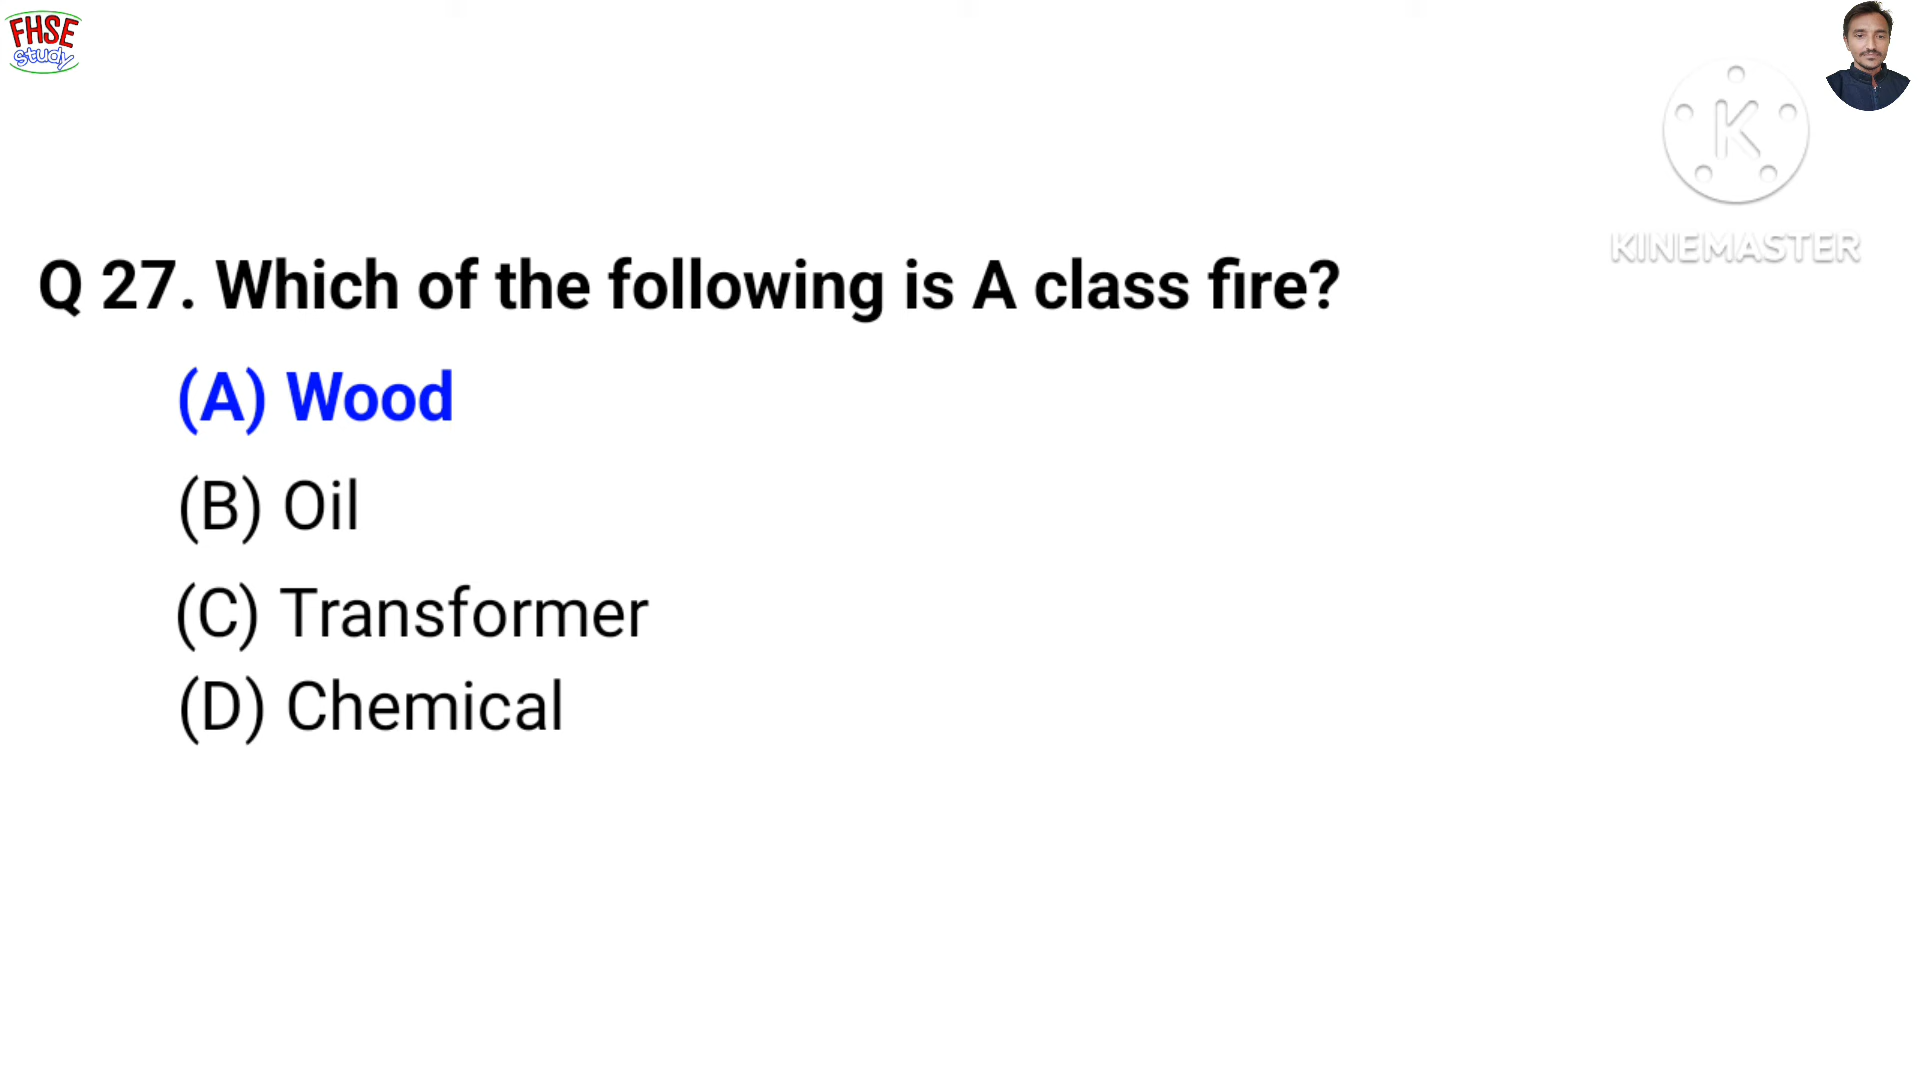 FHSE
study
KINEMASTER
Q 27. Which of the following is A class fire?
(A) Wood
(B) Oil
(C) Transformer
(D) Chemical